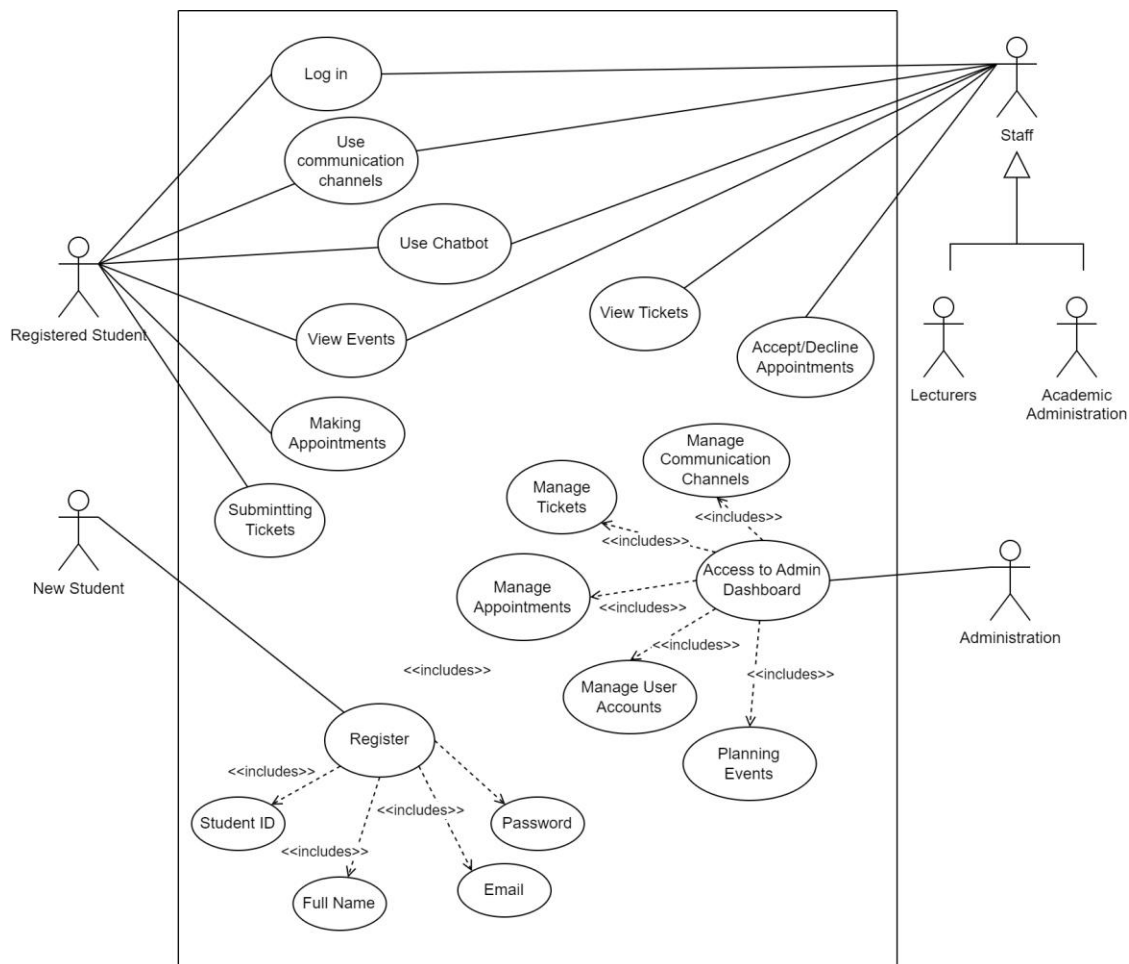 Log in
Use
communication
channels
Staff
Use Chatbot
Registered Student
View Events
View Tickets
Accept/Decline
Appointments
Lecturers
Academic
Administration
Making
Appointments
Manage
Communication
Channels
Manage
Tickets
Submintting
Tickets
<<includes>>
<<includes>>
New Student
Access to Admin
Dashboard
Manage
Appointments
<<includes>>
Administration
<<includes>>
<<includes>>
<<includes>>
Manage User
Accounts
Register
Planning
Events
<<includes>>
<<includes>>
Student ID
Password
<<includes>>
Email
Full Name